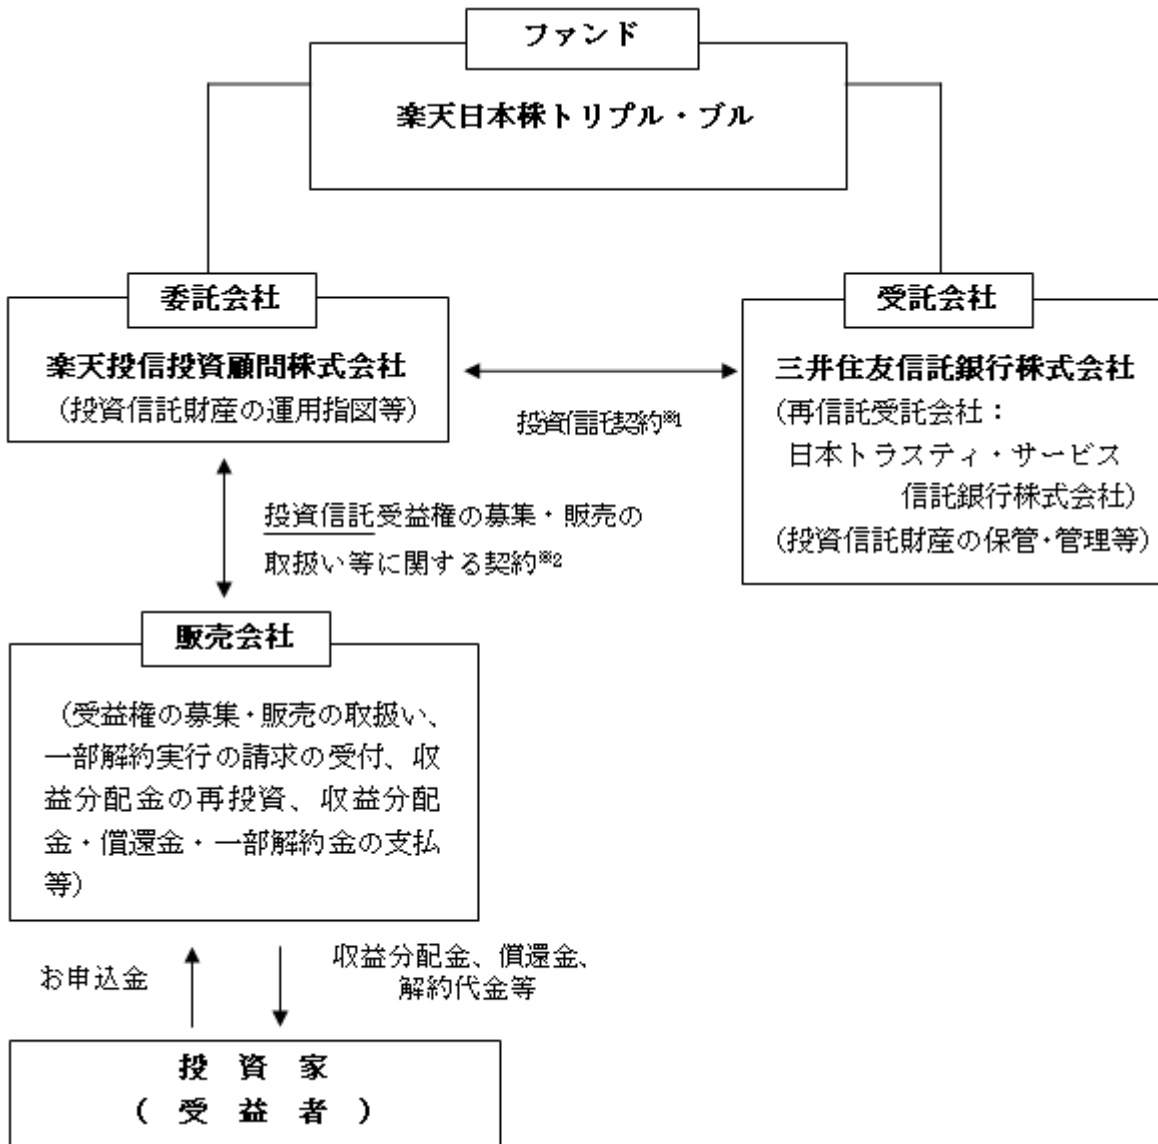 ファンド
楽天日本株トリプル・ブル
委託会社
楽天投信投資顧問株式会社
(投資信託財産の運用指図等)
投資信託契約※1
受託会社
三井住友信託銀行株式会社
(再信託受託会社:
日本トラスティ・サービス
信託銀行株式会社)
(投資信託財産の保管・管理等)
投資信託受益権の募集・販売の
取扱い等に関する契約※2
販売会社
(受益権の募集・販売の取扱い、
一部解約実行の請求の受付、収
益分配金の再投資、収益分配
金・償還金・一部解約金の支払
等)
お申込金
収益分配金、償還金、
解約代金等
投 資 家
( 受 益 者 )